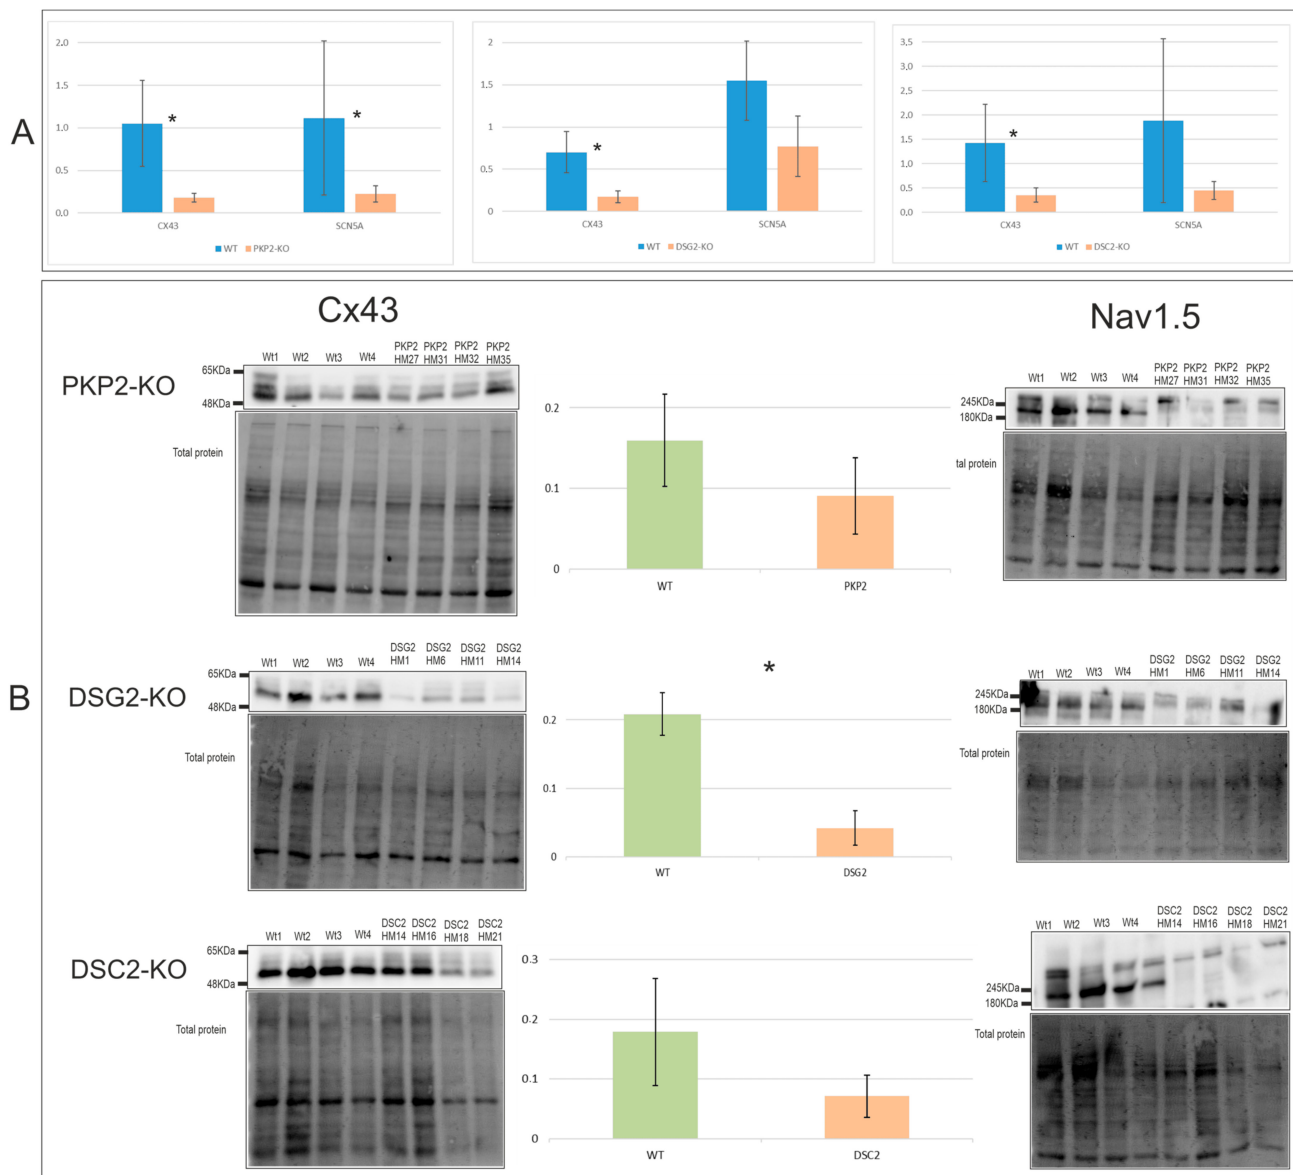 A
2.0
1.5
1.0
0.5
0.0
*
*
CX43 SCN5A
WT PKP2-KO
2
1.5
1
0.5
0
*
CX43 SCN5A
WT DSG2-KO
3,5
3,0
2,5
2,0
1,5
1,0
0,5
0,0
*
CX43 SCN5A
WT DSC2-KO
B
Cx43
Nav1.5
PKP2-KO
Wt1 Wt2 Wt3 Wt4 PKP2 PKP2 PKP2 PKP2
HM27 HM31 HM32 HM35
65KDa
48KDa
Total protein
0.2
0.1
0
WT PKP2
Wt1 Wt2 Wt3 Wt4 PKP2 PKP2 PKP2 PKP2
HM27 HM31 HM32 HM35
245KDa
180KDa
tal protein
DSG2-KO
Wt1 Wt2 Wt3 Wt4 DSG2 DSG2 DSG2 DSG2
HM1 HM6 HM11 HM14
65KDa
48KDa
Total protein
*
0.2
0.1
0
WT DSG2
Wt1 Wt2 Wt3 Wt4 DSG2 DSG2 DSG2 DSG2
HM1 HM6 HM11 HM14
245KDa
180KDa
Total protein
DSC2-KO
Wt1 Wt2 Wt3 Wt4 DSC2 DSC2 DSC2 DSC2
HM14 HM16 HM18 HM21
65KDa
48KDa
Total protein
0.3
0.2
0.1
0
WT DSC2
Wt1 Wt2 Wt3 Wt4 DSC2 DSC2 DSC2 DSC2
HM14 HM16 HM18 HM21
245KDa
180KDa
Total protein